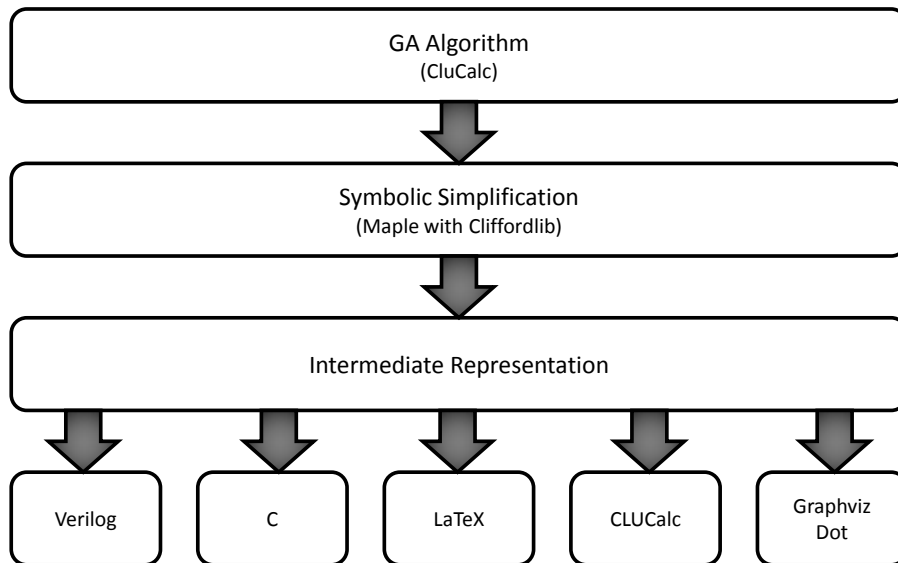 GA Algorithm
(CluCalc)
Symbolic Simplification
(Maple with Cliffordlib)
Intermediate Representation
Verilog
C
LaTeX
CLUCalc
Graphviz
Dot